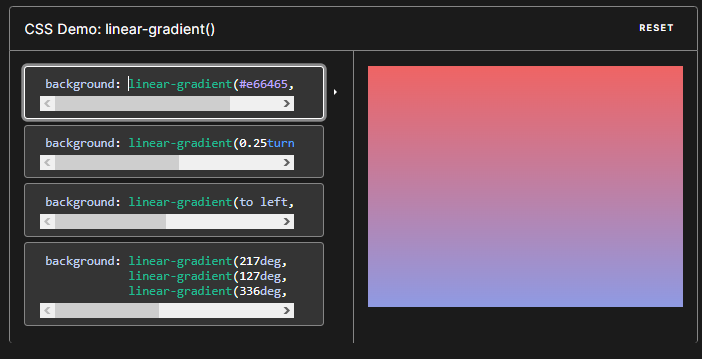 CSS Demo: linear-gradient()
RESET
background: linear-gradient(#e66465,
background: linear-gradient(0.25turn
background: linear-gradient(to left,
background: linear-gradient(217deg,
linear-gradient(127deg,
linear-gradient(336deg,